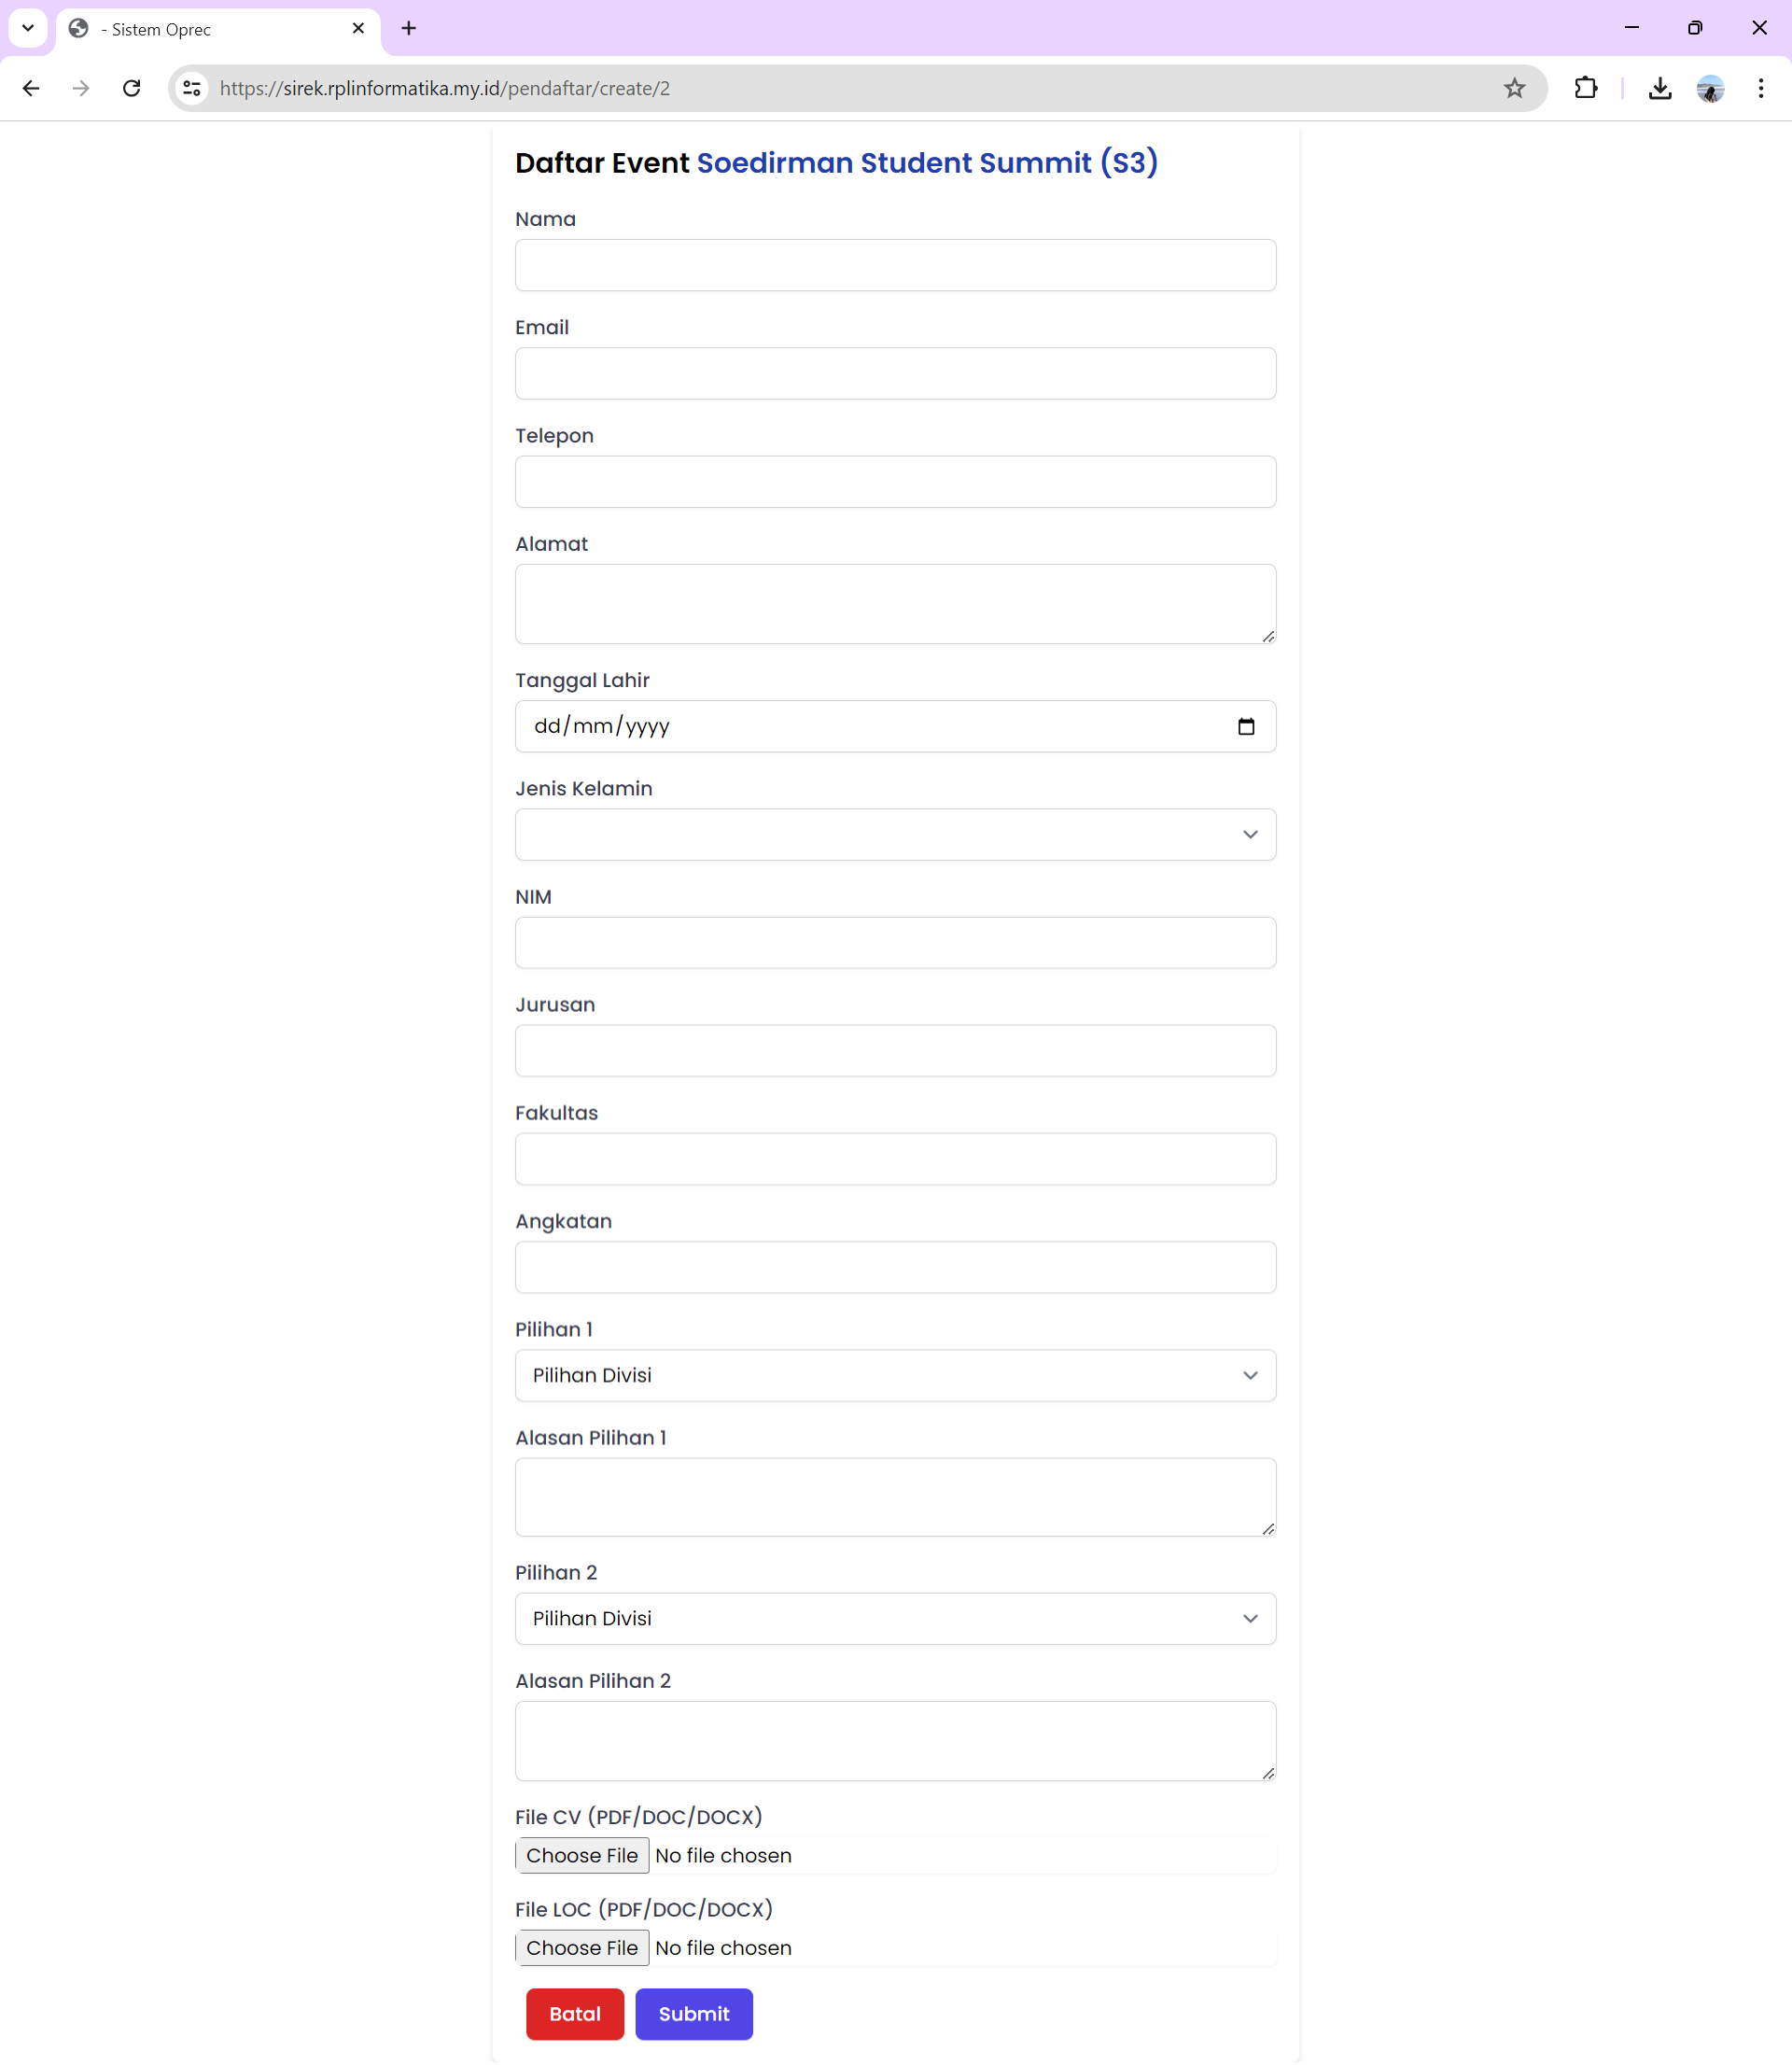 - Sistem Oprec
https://sirek.rplinformatika.my.id/pendaftar/create/2
Daftar Event Soedirman Student Summit (S3)
Nama
Email
Telepon
Alamat
Tanggal Lahir
dd/mm/yyyy
Jenis Kelamin
NIM
Jurusan
Fakultas
Angkatan
Pilihan 1
Pilihan Divisi
Alasan Pilihan 1
Pilihan 2
Pilihan Divisi
Alasan Pilihan 2
File CV (PDF/DOC/DOCX)
Choose File No file chosen
File LOC (PDF/DOC/DOCX)
Choose File No file chosen
Batal Submit